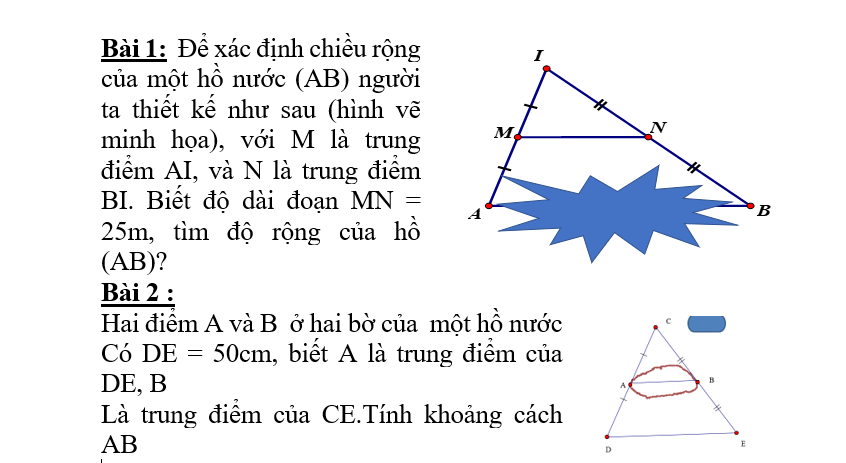 Bài 1: Để xác định chiều rộng
của một hồ nước (AB) người
ta thiết kế như sau (hình vẽ
minh họa), với M là trung
điểm AI, và N là trung điểm
BI. Biết độ dài đoạn MN =
25m, tìm độ rộng của hồ
(AB)?
I
M
N
A
B
Bài 2 :
Hai điểm A và B ở hai bờ của một hồ nước
Có DE = 50cm, biết A là trung điểm của
DE, B
Là trung điểm của CE.Tính khoảng cách
AB
C
A
B
D
E